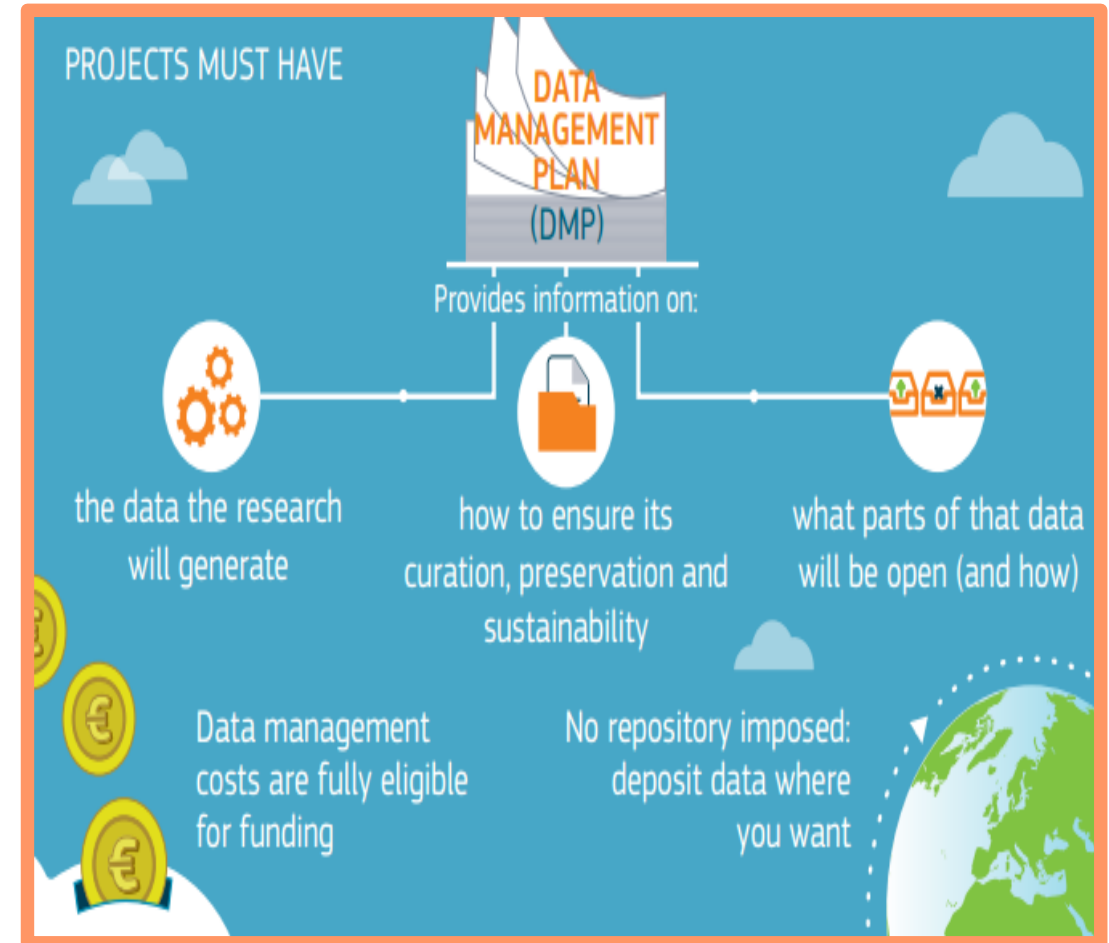 PROJECTS MUST HAVE
DATA
MANAGEMENT
PLAN
(DMP)
Provides information on:
the data the research
will generate
how to ensure its
curation, preservation and
sustainability
what parts of that data
will be open (and how)
Data management
costs are fully eligible
for funding
No repository imposed:
deposit data where
you want
€
€
€